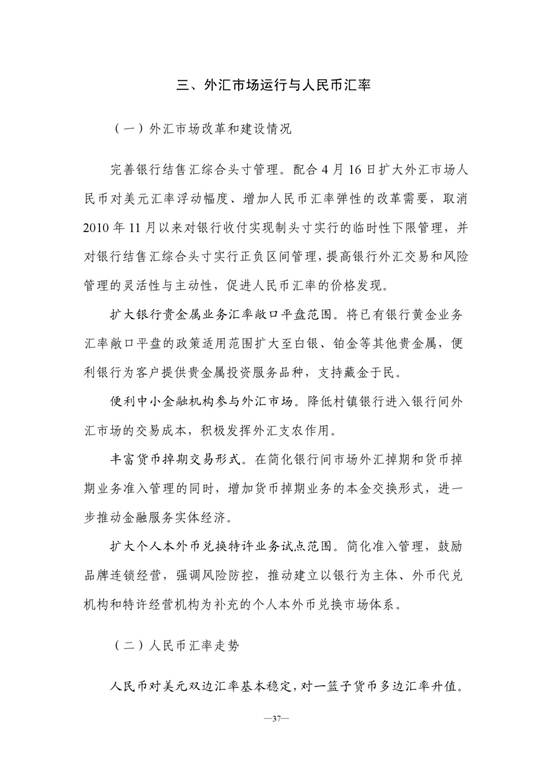 三、外汇市场运行与人民币汇率
（一）外汇市场改革和建设情况
完善银行结售汇综合头寸管理。配合 4 月 16 日扩大外汇市场人
民币对美元汇率浮动幅度、增加人民币汇率弹性的改革需要，取消
2010 年 11 月以来对银行收付实现制头寸实行的临时性下限管理，并
对银行结售汇综合头寸实行正负区间管理，提高银行外汇交易和风险
管理的灵活性与主动性，促进人民币汇率的价格发现。
扩大银行贵金属业务汇率敞口平盘范围。将已有银行黄金业务
汇率敞口平盘的政策适用范围扩大至白银、铂金等其他贵金属，便
利银行为客户提供贵金属投资服务品种，支持藏金于民。
便利中小金融机构参与外汇市场。降低村镇银行进入银行间外
汇市场的交易成本，积极发挥外汇支农作用。
丰富货币掉期交易形式。在简化银行间市场外汇掉期和货币掉
期业务准入管理的同时，增加货币掉期业务的本金交换形式，进一
步推动金融服务实体经济。
扩大个人本外币兑换特许业务试点范围。简化准入管理，鼓励
品牌连锁经营，强调风险防控，推动建立以银行为主体、外币代兑
机构和特许经营机构为补充的个人本外币兑换市场体系。
（二）人民币汇率走势
人民币对美元双边汇率基本稳定，对一篮子货币多边汇率升值。
—37—